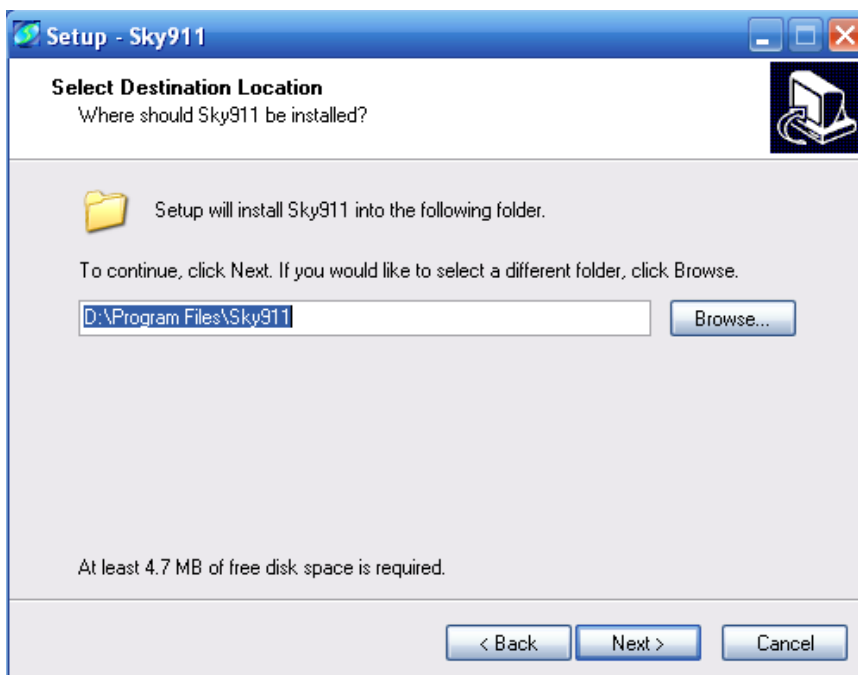 Setup - Sky911
Select Destination Location
Where should Sky911 be installed?
Setup will install Sky911 into the following folder.
To continue, click Next. If you would like to select a different folder, click Browse.
D:\Program Files\Sky911
Browse...
At least 4.7 MB of free disk space is required.
< Back
Next >
Cancel